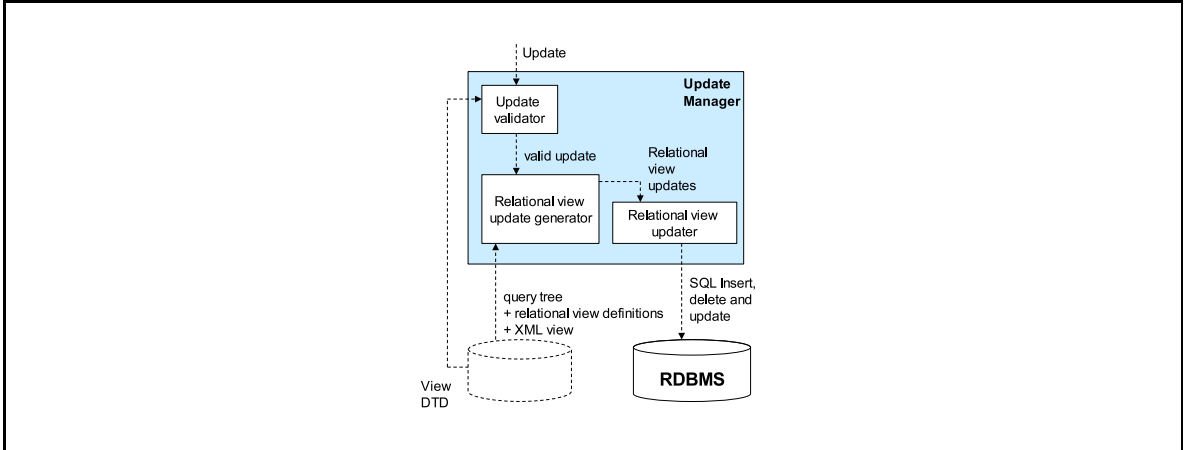 Update
Update
Manager
Update
validator
valid update
Relational
view
updates
Relational view
update generator
Relational view
updater
SQL Insert,
delete and
update
query tree
+ relational view definitions
+ XML view
RDBMS
View
DTD